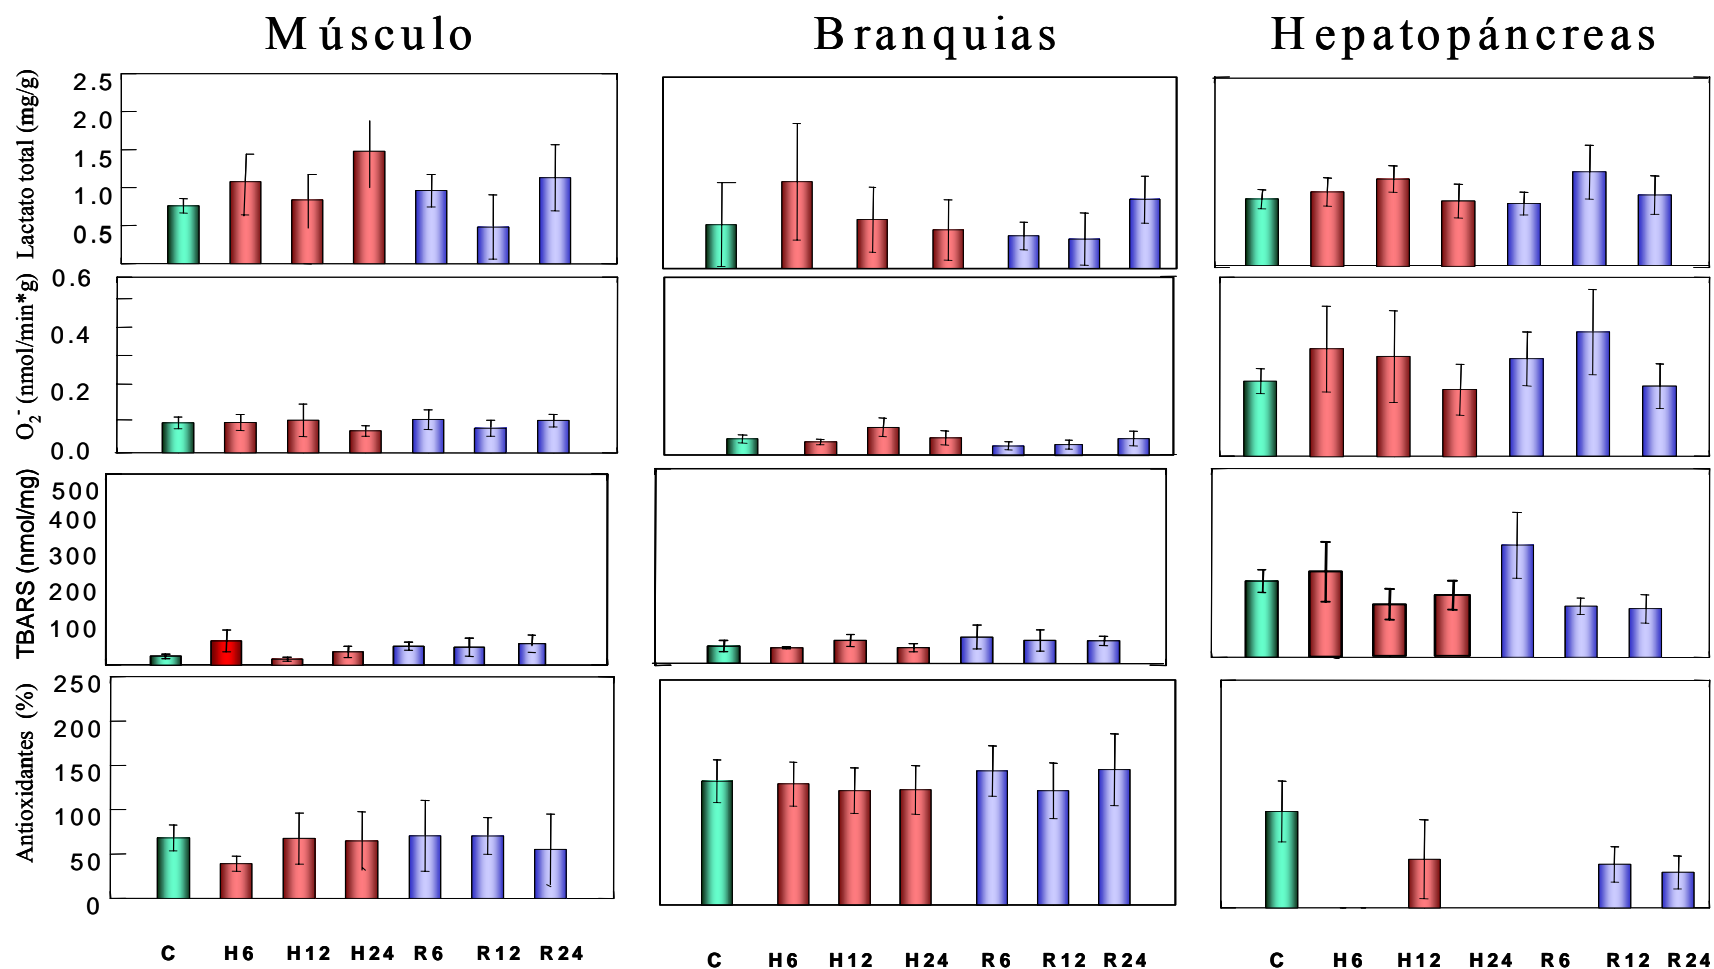 Músculo Branquias Hepatopáncreas
Lactato total (mg/g)
2.5
2.0
1.5
1.0
0.5
O₂⁻ (nmol/min*g)
0.6
0.4
0.2
0.0
TBARS (nmol/mg)
500
400
300
200
100
Antioxidantes (%)
250
200
150
100
50
0
C H6 H12 H24 R6 R12 R24
C H6 H12 H24 R6 R12 R24
C H6 H12 H24 R6 R12 R24